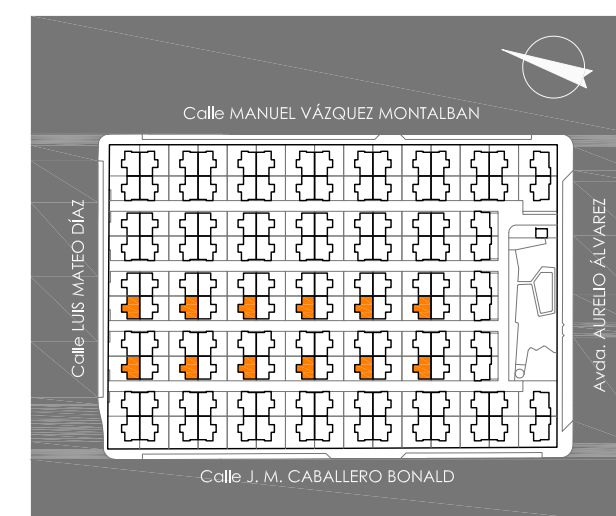 Calle MANUEL VÁZQUEZ MONTALBAN
Calle LUIS MATEO DÍAZ
Avda. AURELIO ÁLVAREZ
Calle J. M. CABALLERO BONALD